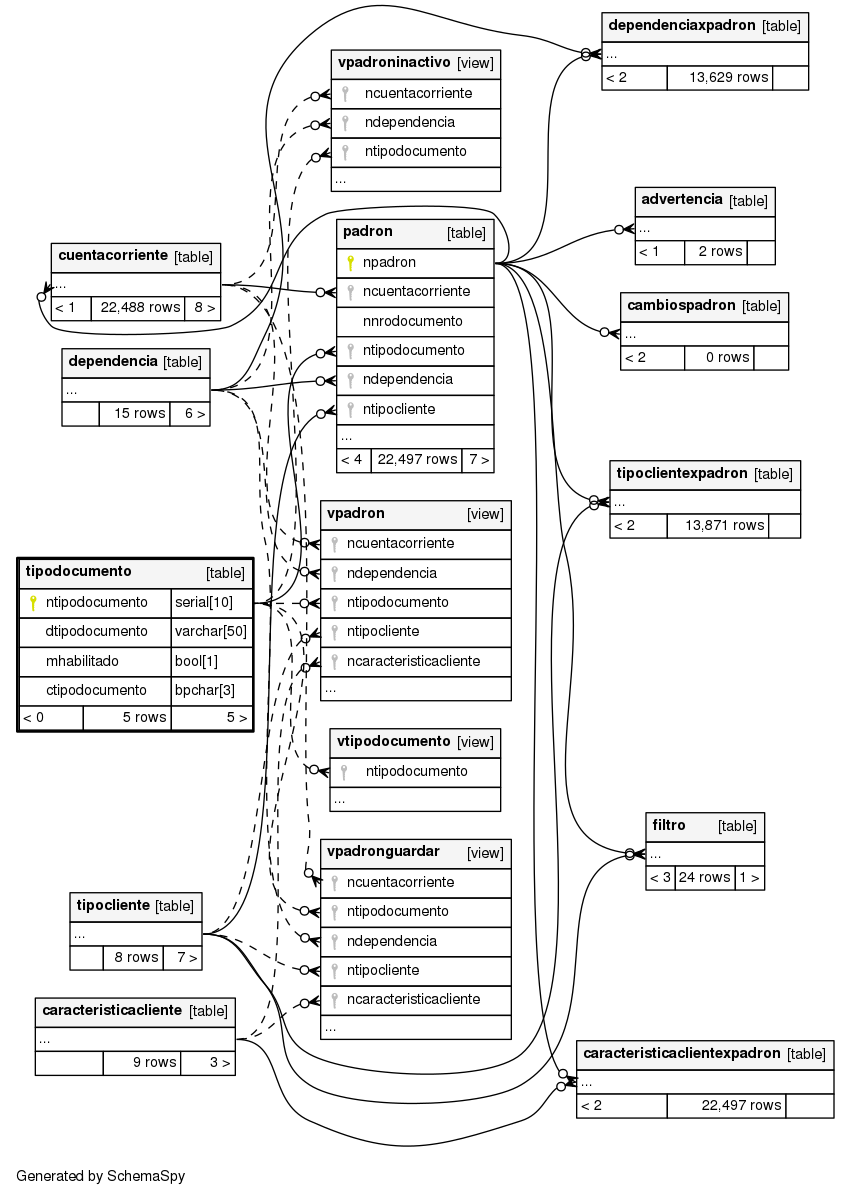 dependenciaxpadron [table]
...
< 2 13,629 rows
vpadroninactivo [view]
ncuentacorriente
ndependencia
ntipodocumento
...
advertencia [table]
...
< 1 2 rows
padron [table]
npadron
ncuentacorriente
nnrodocumento
ntipodocumento
ndependencia
ntipocliente
...
< 4 22,497 rows 7 >
cuentacorriente [table]
...
< 1 22,488 rows 8 >
cambiospadron [table]
...
< 2 0 rows
dependencia [table]
...
15 rows 6 >
tipoclientexpadron [table]
...
< 2 13,871 rows
vpadron [view]
ncuentacorriente
ndependencia
ntipodocumento
ntipocliente
ncaracteristicacliente
...
tipodocumento [table]
ntipodocumento serial[10]
dtipodocumento varchar[50]
mhabilitado bool[1]
ctipodocumento bpchar[3]
< 0 5 rows 5 >
vtipodocumento [view]
ntipodocumento
...
filtro [table]
...
< 3 24 rows 1 >
vpadronguardar [view]
ncuentacorriente
ntipodocumento
ndependencia
ntipocliente
ncaracteristicacliente
...
tipocliente [table]
...
8 rows 7 >
caracteristicacliente [table]
...
9 rows 3 >
caracteristicaclientexpadron [table]
...
< 2 22,497 rows
Generated by SchemaSpy